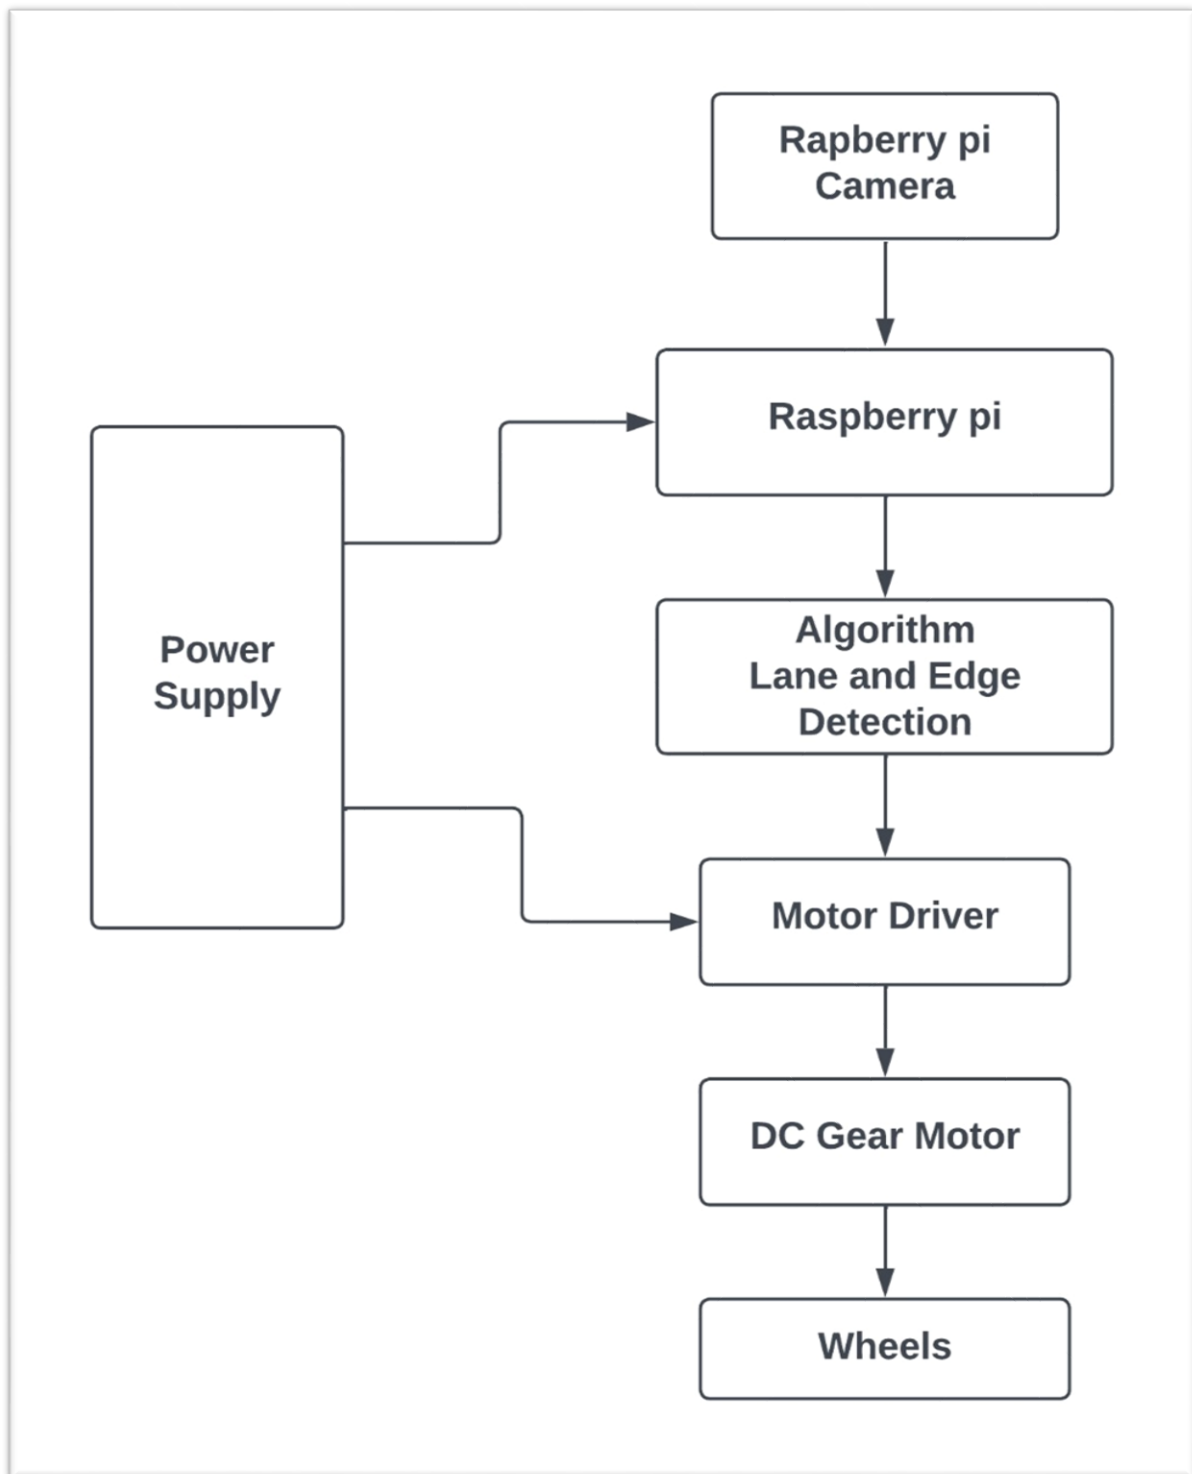 Rapberry pi
Camera
Raspberry pi
Power
Supply
Algorithm
Lane and Edge
Detection
Motor Driver
DC Gear Motor
Wheels